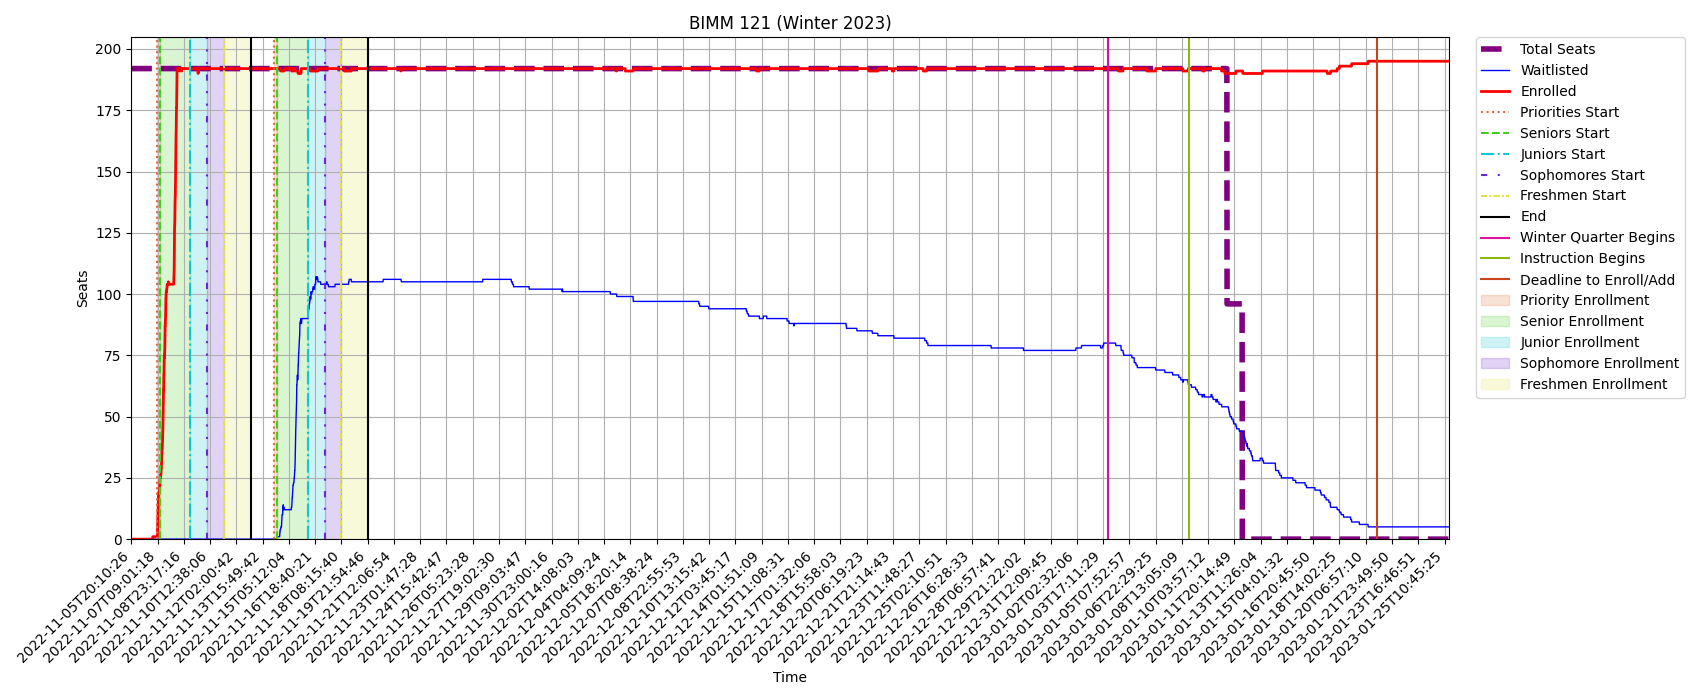 BIMM 121 (Winter 2023)
Seats
200
175
150
125
100
75
50
25
0
2022-11-05T20:10:26
2022-11-07T09:01:18
2022-11-08T23:17:16
2022-11-10T12:38:06
2022-11-12T02:00:42
2022-11-13T15:49:42
2022-11-15T05:12:04
2022-11-16T18:40:21
2022-11-18T08:15:40
2022-11-19T21:54:46
2022-11-21T12:06:54
2022-11-23T01:47:28
2022-11-24T15:42:47
2022-11-26T05:23:28
2022-11-27T19:02:30
2022-11-29T09:03:47
2022-11-30T23:00:16
2022-12-02T14:08:03
2022-12-04T04:09:24
2022-12-05T18:20:14
2022-12-07T08:38:24
2022-12-08T22:55:53
2022-12-10T13:15:42
2022-12-12T03:45:17
2022-12-14T01:51:09
2022-12-15T11:08:31
2022-12-17T01:32:06
2022-12-18T15:58:03
2022-12-20T06:19:23
2022-12-21T21:14:43
2022-12-23T11:48:27
2022-12-25T02:10:51
2022-12-26T16:28:33
2022-12-28T06:57:41
2022-12-29T21:22:02
2022-12-31T12:09:45
2023-01-02T02:32:06
2023-01-03T17:11:29
2023-01-05T07:52:57
2023-01-06T22:29:25
2023-01-08T13:05:09
2023-01-10T03:57:12
2023-01-11T20:14:49
2023-01-13T11:26:04
2023-01-15T04:01:32
2023-01-16T20:45:50
2023-01-18T14:02:25
2023-01-20T06:57:10
2023-01-21T23:49:50
2023-01-23T16:46:51
2023-01-25T10:45:25
Time
Total Seats
Waitlisted
Enrolled
Priorities Start
Seniors Start
Juniors Start
Sophomores Start
Freshmen Start
End
Winter Quarter Begins
Instruction Begins
Deadline to Enroll/Add
Priority Enrollment
Senior Enrollment
Junior Enrollment
Sophomore Enrollment
Freshmen Enrollment